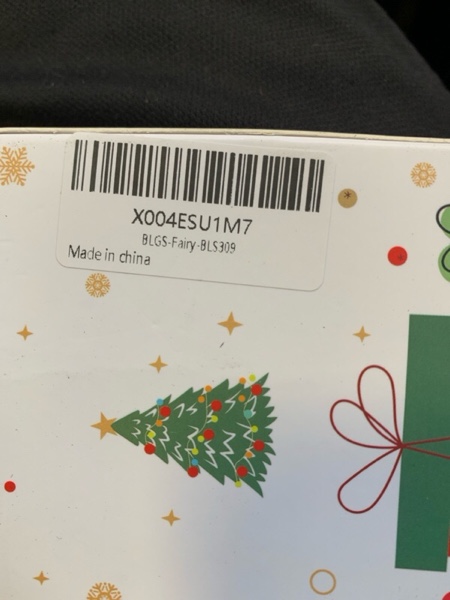 X004ESU1M7
BLGS-Fairy-BLS309
Made in china